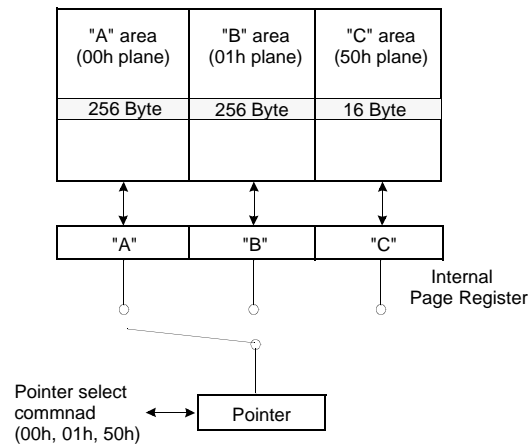 "A" area "B" area "C" area
(00h plane) (01h plane) (50h plane)
256 Byte 256 Byte 16 Byte
"A" "B" "C"
Internal
Page Register
Pointer select
commnad
(00h, 01h, 50h)
Pointer